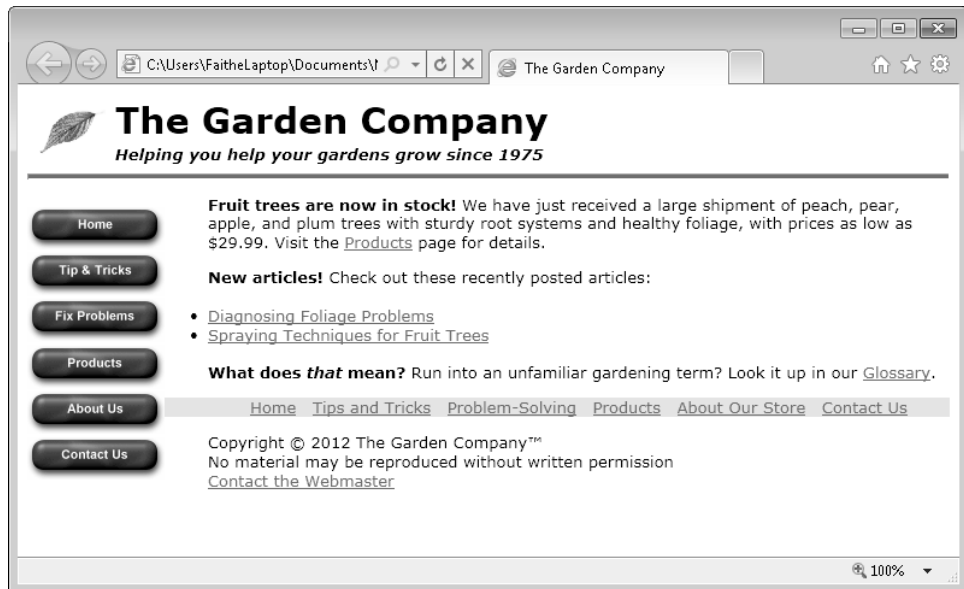 C:\Users\FaitheLaptop\Documents\
The Garden Company
The Garden Company
Helping you help your gardens grow since 1975
Home
Tip & Tricks
Fix Problems
Products
About Us
Contact Us
Fruit trees are now in stock! We have just received a large shipment of peach, pear,
apple, and plum trees with sturdy root systems and healthy foliage, with prices as low as
$29.99. Visit the Products page for details.
New articles! Check out these recently posted articles:
• Diagnosing Foliage Problems
• Spraying Techniques for Fruit Trees
What does that mean? Run into an unfamiliar gardening term? Look it up in our Glossary.
Home Tips and Tricks Problem-Solving Products About Our Store Contact Us
Copyright © 2012 The Garden Company™
No material may be reproduced without written permission
Contact the Webmaster
100%